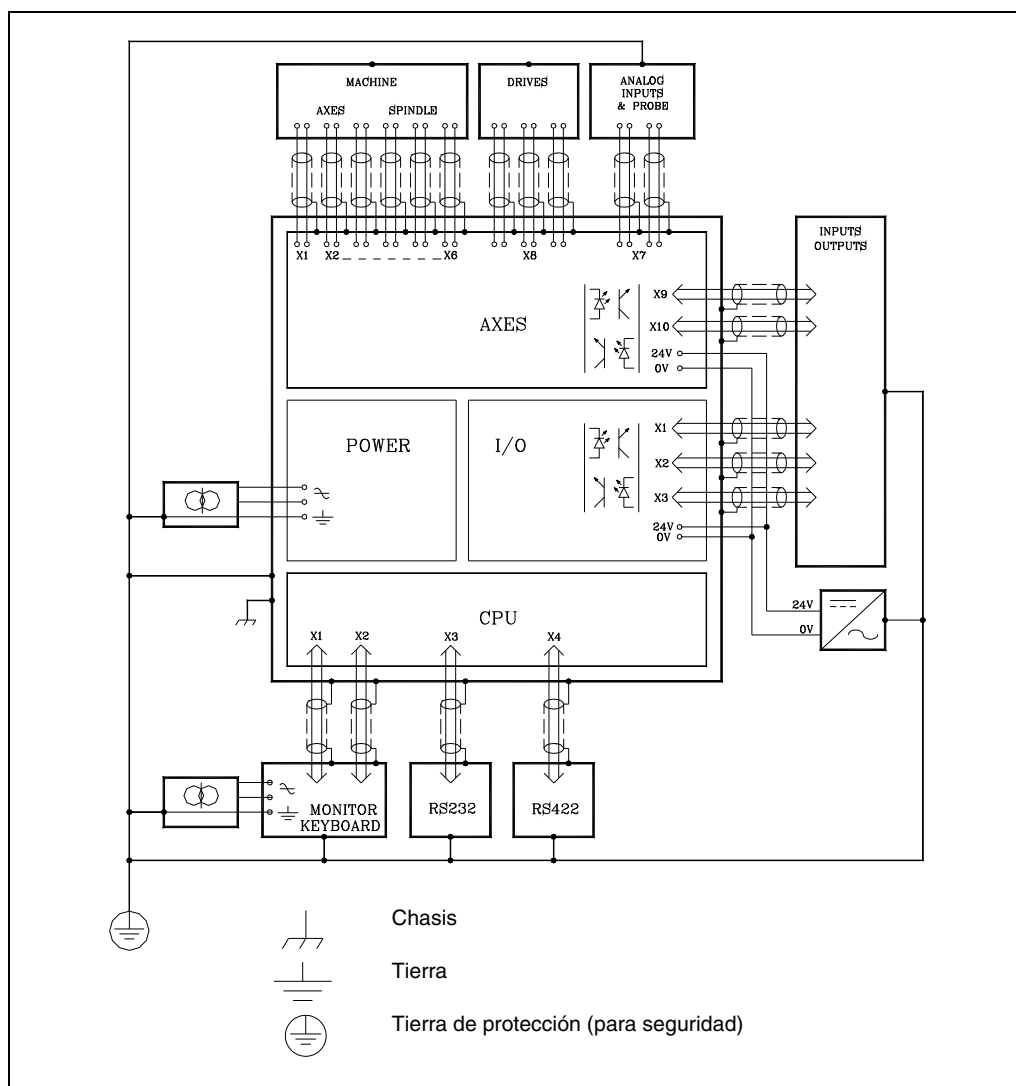 MACHINE
AXES SPINDLE
DRIVES
ANALOG
INPUTS
& PROBE
X1 X2 X6 X8 X7
INPUTS
OUTPUTS
AXES
X9
X10
24V
0V
POWER
I/O
X1
X2
X3
24V
0V
24V
0V
CPU
X1 X2 X3 X4
MONITOR
KEYBOARD
RS232
RS422
Chasis
Tierra
Tierra de protección (para seguridad)